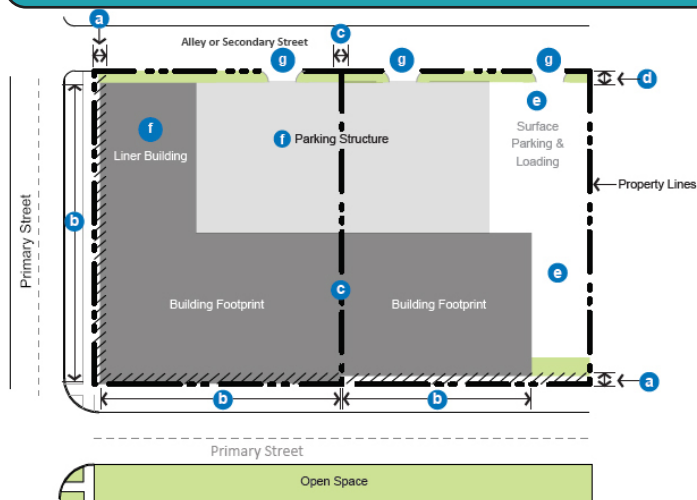 a
c
Alley or Secondary Street
g
g
g
d
e
f
Liner Building
f Parking Structure
Surface
Parking &
Loading
Property Lines
b
Primary Street
e
c
Building Footprint
Building Footprint
a
b
b
Primary Street
Open Space